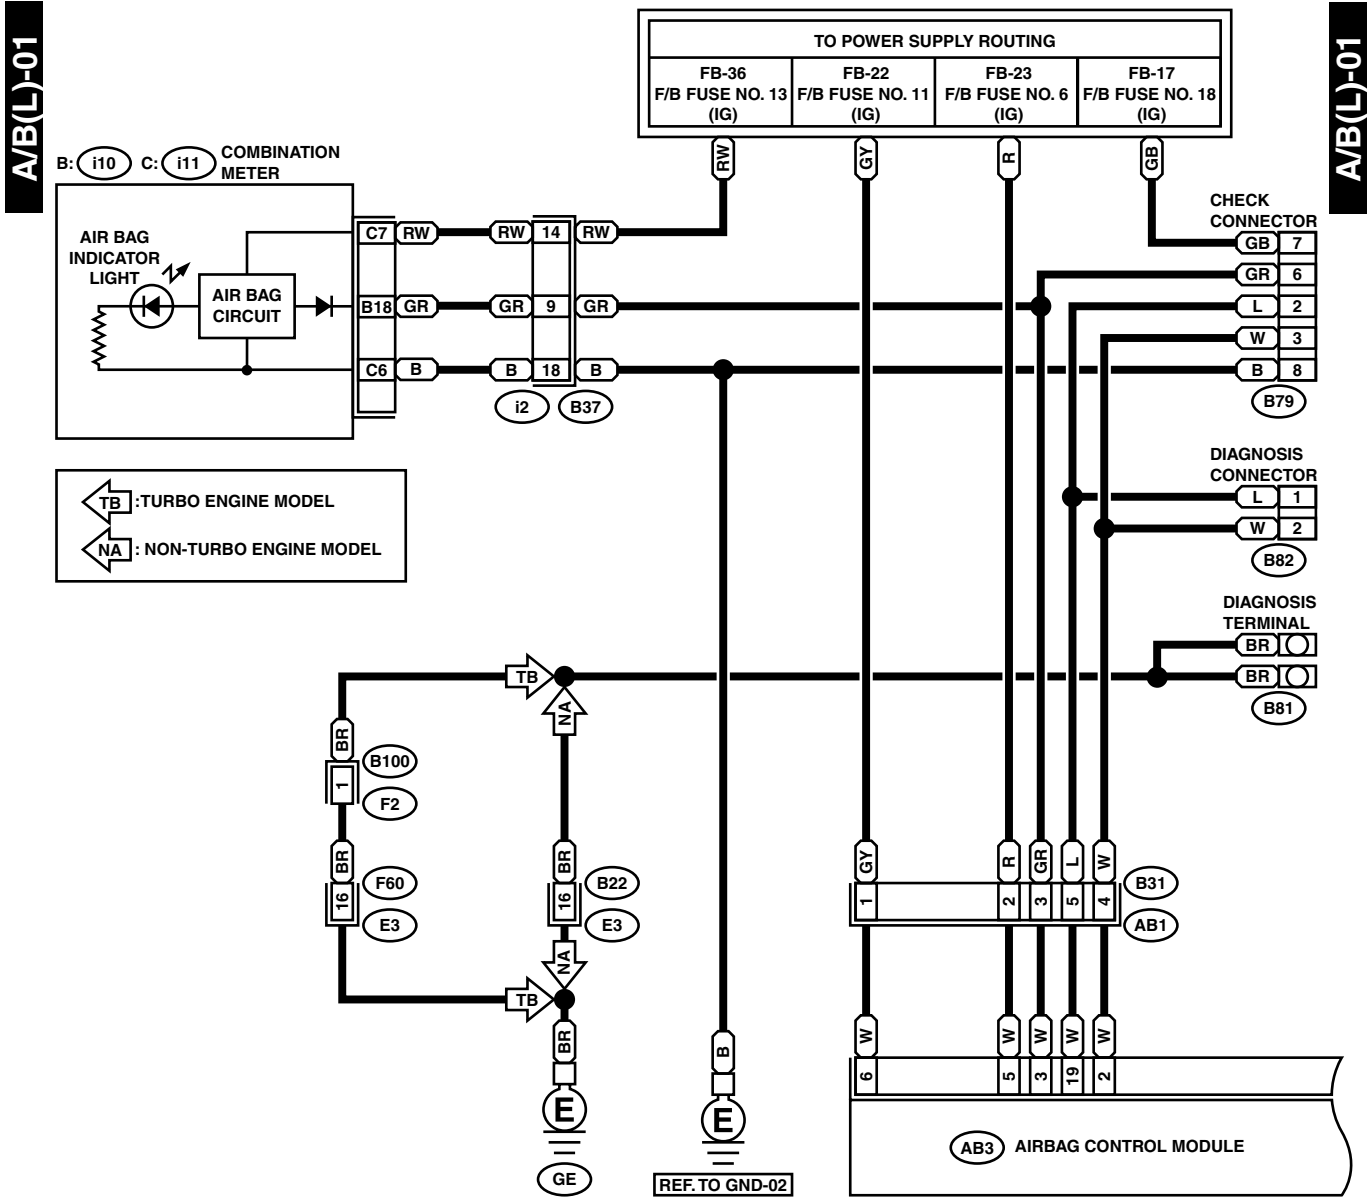 A/B(L)-01
A/B(L)-01
TO POWER SUPPLY ROUTING
FB-36
F/B FUSE NO. 13
(IG)
FB-22
F/B FUSE NO. 11
(IG)
FB-23
F/B FUSE NO. 6
(IG)
FB-17
F/B FUSE NO. 18
(IG)
RW
GY
R
GB
B: i10 C: i11 COMBINATION
METER
AIR BAG
INDICATOR
LIGHT
AIR BAG
CIRCUIT
C7 RW RW 14 RW
B18 GR GR 9 GR
C6 B B 18 B
i2 B37
CHECK
CONNECTOR
GB 7
GR 6
L 2
W 3
B 8
B79
DIAGNOSIS
CONNECTOR
L 1
W 2
B82
DIAGNOSIS
TERMINAL
BR
BR
B81
TB :TURBO ENGINE MODEL
NA : NON-TURBO ENGINE MODEL
TB
NA
BR
B100
1
F2
BR
F60
16
E3
BR
B22
16
E3
NA
TB
BR
E
GE
B
E
REF. TO GND-02
GY R GR L W
1 2 3 5 4
B31
AB1
W W W W W
6 5 3 19 2
AB3 AIRBAG CONTROL MODULE